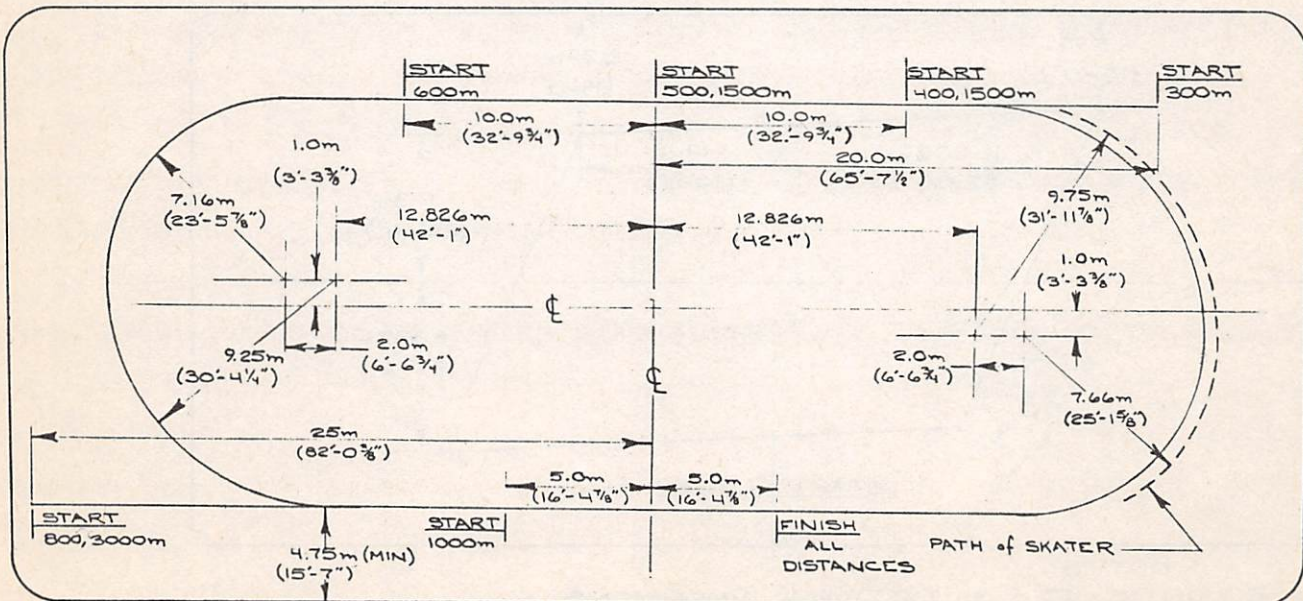 START
600m
START
500,1500m
START
400,1500m
START
300m
10.0m
(32'-9¾")
10.0m
(32'-9¾")
20.0m
(65'-7½")
1.0m
(3'-3⅜")
7.16m
(23'-5⅞")
12.826m
(42'-1")
12.826m
(42'-1")
9.75m
(31'-11⅞")
1.0m
(3'-3⅜")
℄
2.0m
(6'-6¾")
9.25m
(30'-4¼")
℄
2.0m
(6'-6¾")
7.66m
(25'-1⅝")
25m
(82'-0⅜")
5.0m
(16'-4⅞")
5.0m
(16'-4⅞")
START
800,3000m
4.75m (MIN)
(15'-7")
START
1000m
FINISH
ALL
DISTANCES
PATH of SKATER